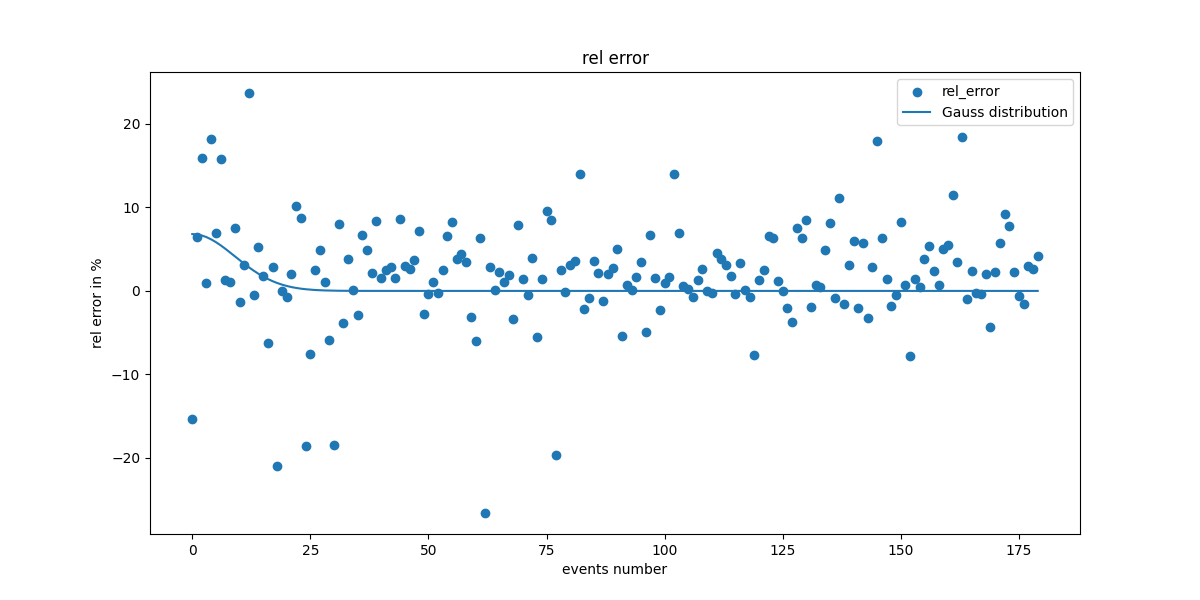 rel error
rel_error
Gauss distribution
rel error in %
20
10
0
−10
−20
0 25 50 75 100 125 150 175
events number